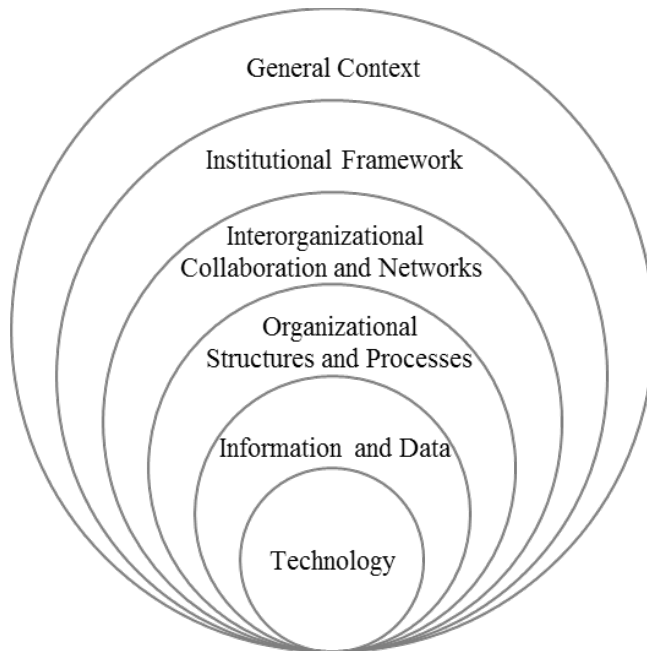 General Context
Institutional Framework
Interorganizational
Collaboration and Networks
Organizational
Structures and Processes
Information and Data
Technology